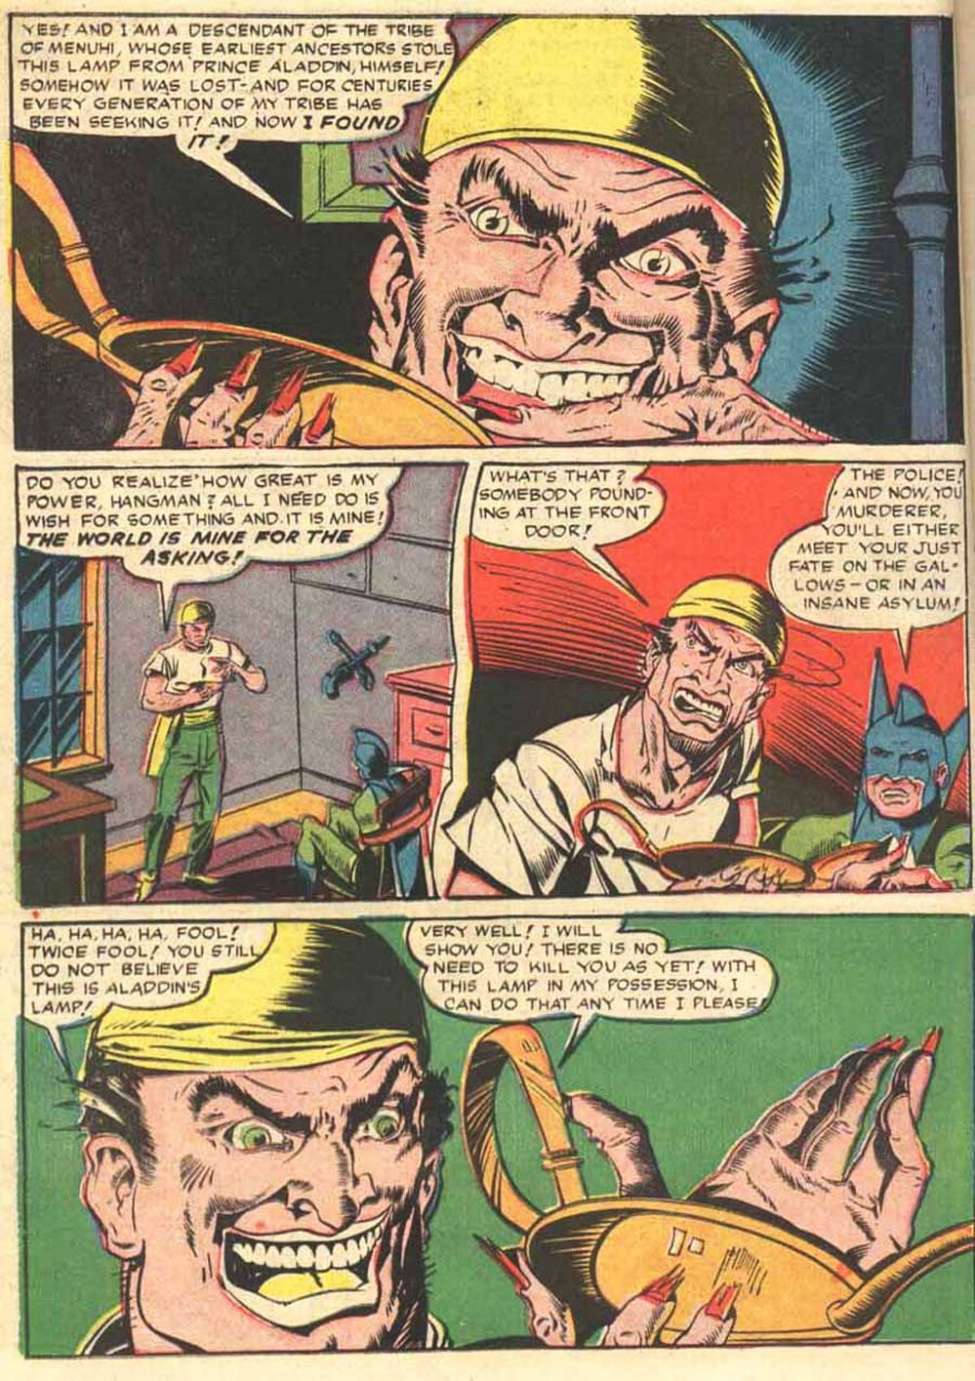 YES! AND I AM A DESCENDANT OF THE TRIBE
OF MENUHI, WHOSE EARLIEST ANCESTORS STOLE
THIS LAMP FROM PRINCE ALADDIN, HIMSELF!
SOMEHOW IT WAS LOST-AND FOR CENTURIES
EVERY GENERATION OF MY TRIBE HAS
BEEN SEEKING IT! AND NOW I FOUND
IT!
DO YOU REALIZE HOW GREAT IS MY
POWER, HANGMAN? ALL I NEED DO IS
WISH FOR SOMETHING AND IT IS MINE!
THE WORLD IS MINE FOR THE
ASKING!
WHAT'S THAT?
SOMEBODY POUND-
ING AT THE FRONT
DOOR!
THE POLICE!
AND NOW, YOU
MURDERER,
YOU'LL EITHER
MEET YOUR JUST
FATE ON THE GAL-
LOWS - OR IN AN
INSANE ASYLUM!
HA, HA, HA, HA, FOOL!
TWICE FOOL! YOU STILL
DO NOT BELIEVE
THIS IS ALADDIN'S
LAMP!
VERY WELL! I WILL
SHOW YOU! THERE IS NO
NEED TO KILL YOU AS YET! WITH
THIS LAMP IN MY POSSESSION, I
CAN DO THAT ANY TIME I PLEASE!